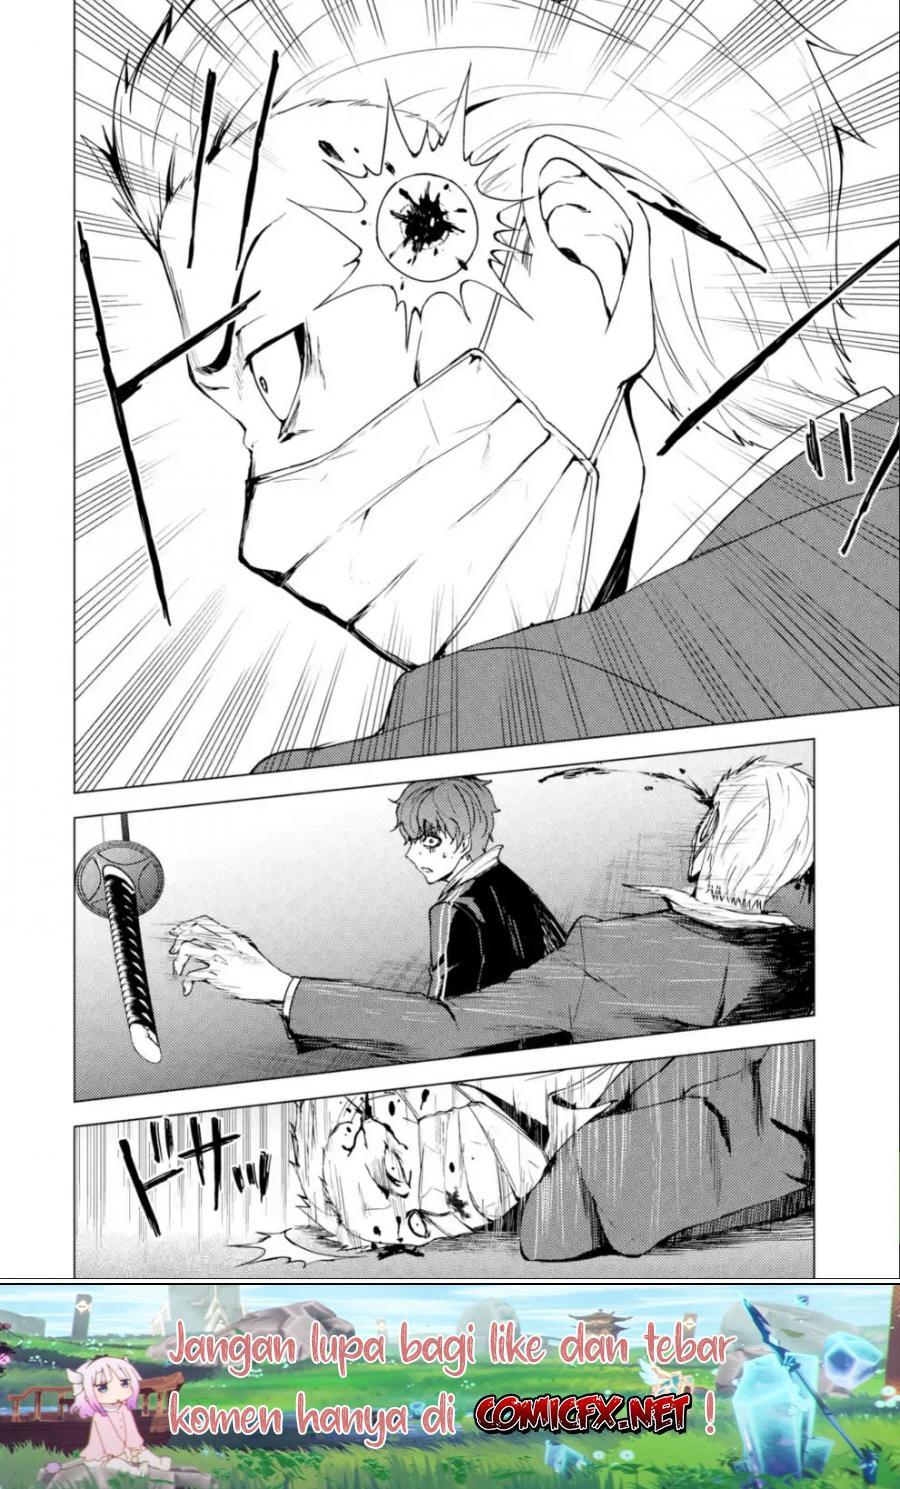 ドサッ
Jangan lupa bagi like dan tebar
komen hanya di COMICFX.NET !